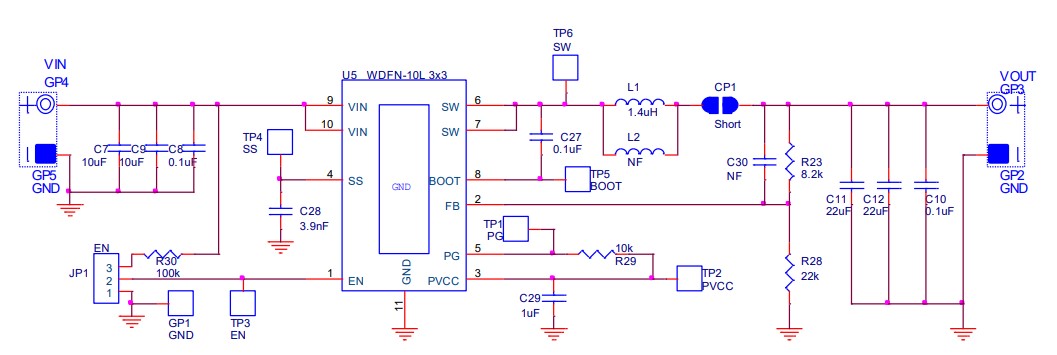 TP6
SW
VIN
GP4
U5 WDFN-10L 3x3
L1
1.4uH
CP1
Short
VOUT
GP3
9
VIN
SW
6
10
VIN
SW
7
TP4
SS
C7
10uF
C9
10uF
C8
0.1uF
C27
0.1uF
L2
NF
GP5
GND
4
SS
GND
BOOT
8
TP5
BOOT
C30
NF
R23
8.2k
GP2
GND
C28
3.9nF
FB
2
C11
22uF
C12
22uF
C10
0.1uF
TP1
PG
EN
JP1
3
2
1
R30
100k
PG
5
10k
R29
1
EN
GND
PVCC
3
TP2
PVCC
R28
22k
11
C29
1uF
GP1
GND
TP3
EN